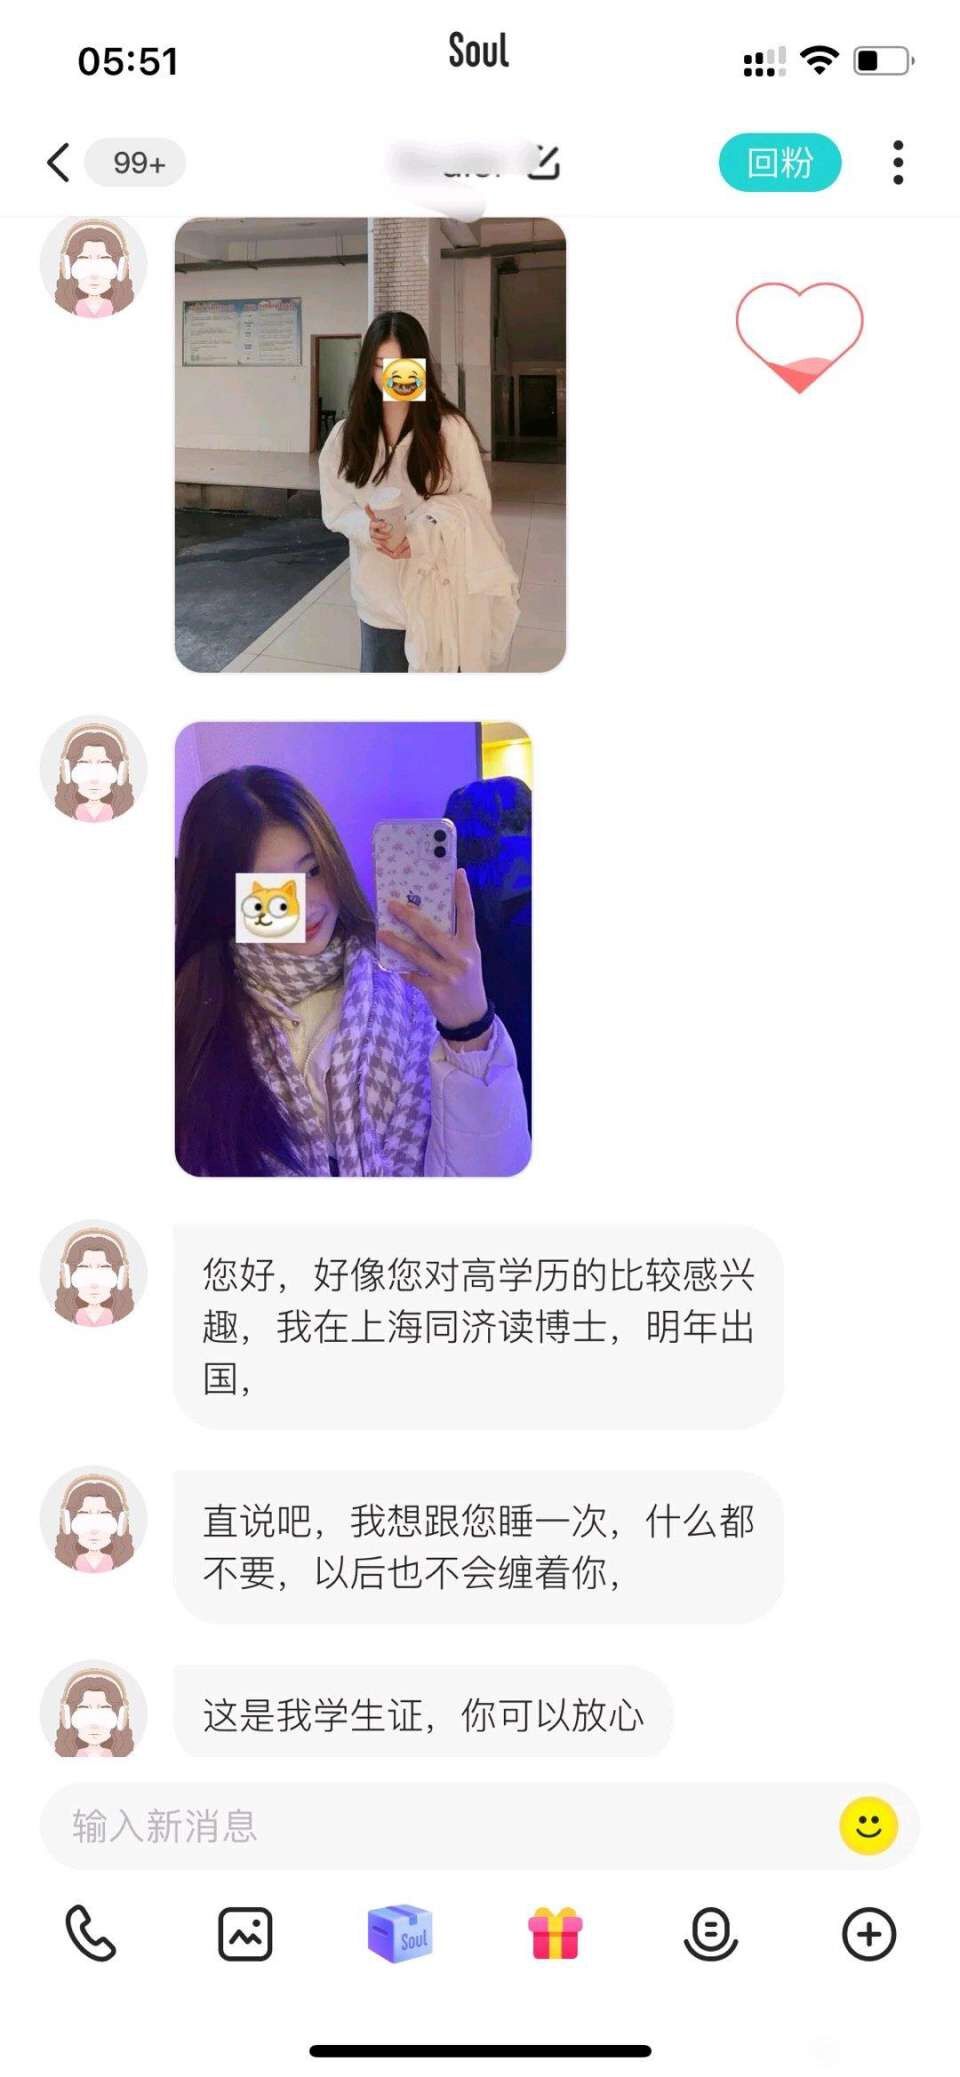 05:51
Soul
99+
回粉
您好，好像您对高学历的比较感兴
趣，我在上海同济读博士，明年出
国，
直说吧，我想跟您睡一次，什么都
不要，以后也不会缠着你，
这是我学生证，你可以放心
输入新消息
Soul